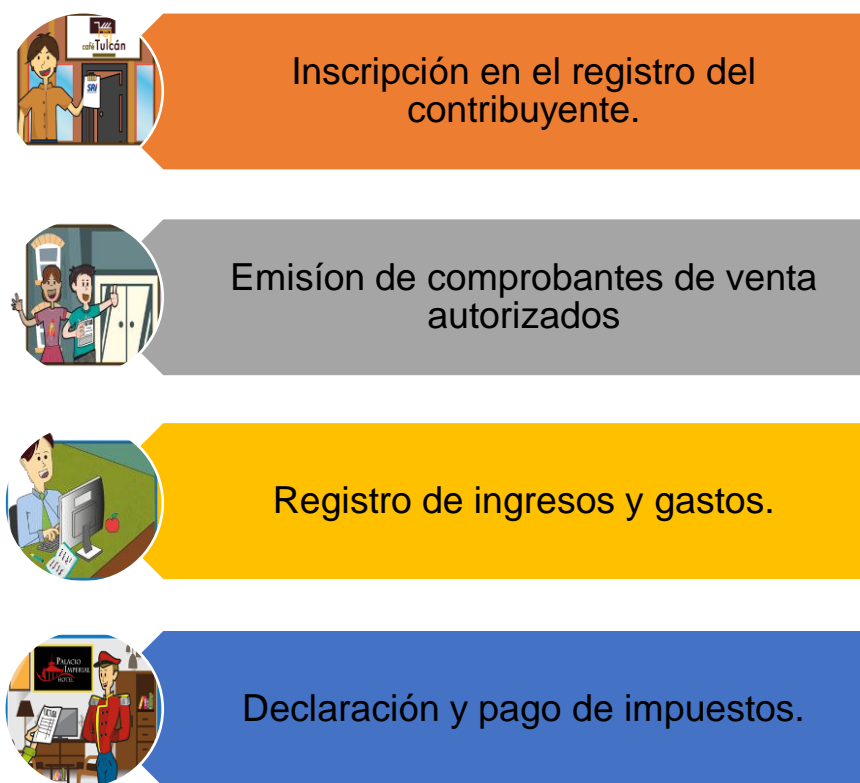 café Tulcán
SRI
Inscripción en el registro del
contribuyente.
Emisíon de comprobantes de venta
autorizados
Registro de ingresos y gastos.
PALACIO
IMPERIAL
HOTEL
FACTURA
Declaración y pago de impuestos.